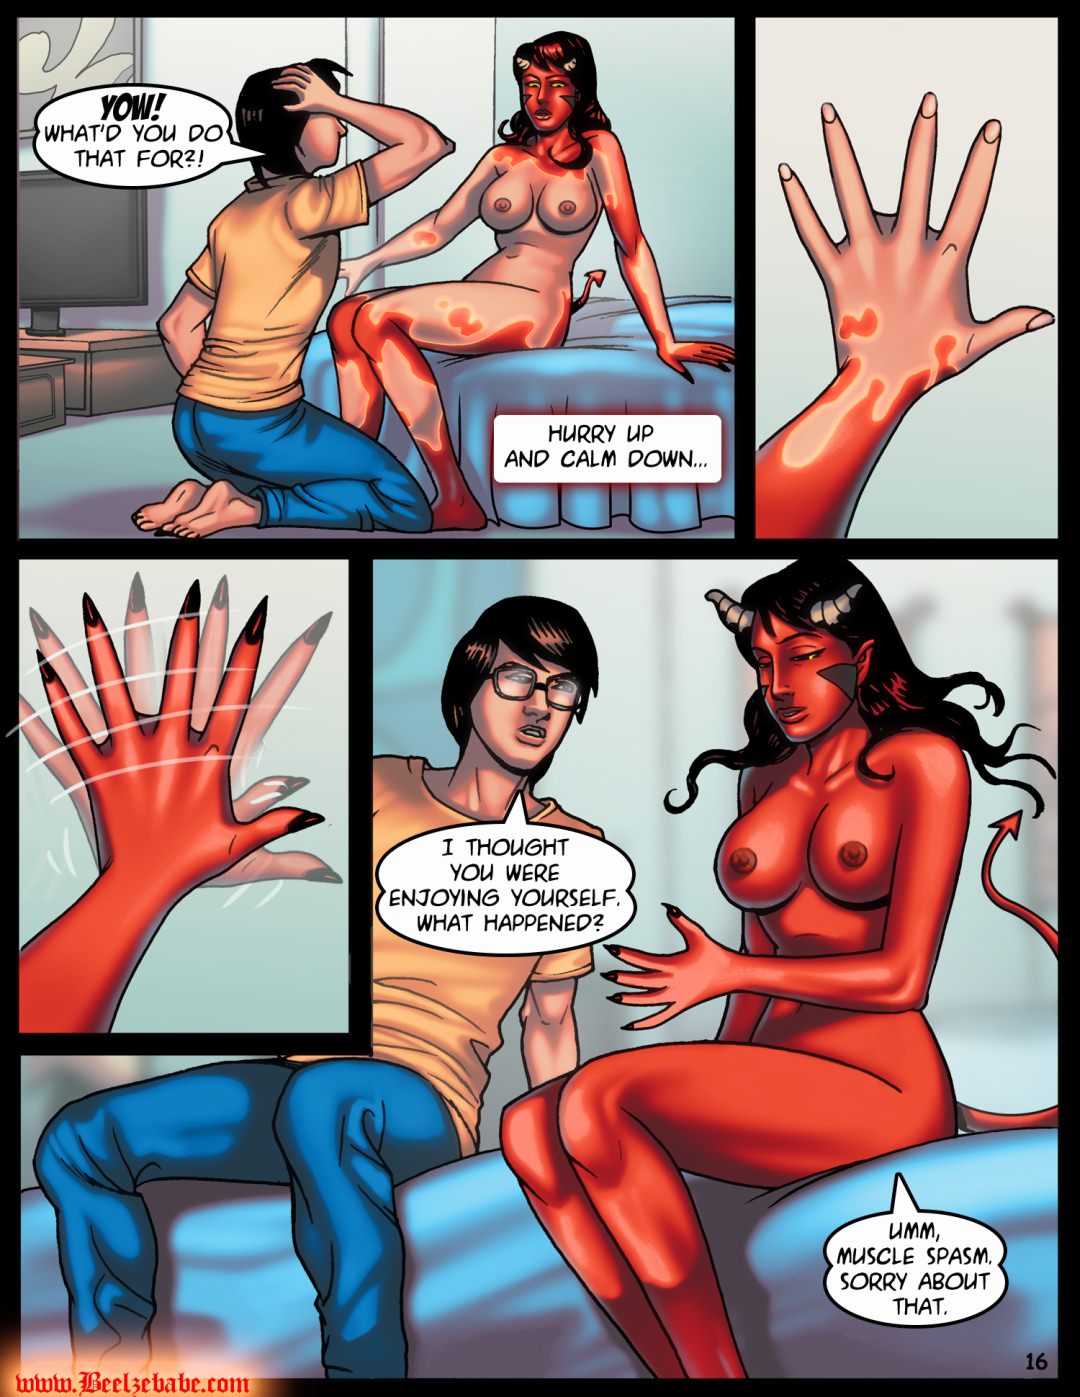 YOW!
WHAT'D YOU DO
THAT FOR?!
HURRY UP
AND CALM DOWN...
I THOUGHT
YOU WERE
ENJOYING YOURSELF.
WHAT HAPPENED?
UMM,
MUSCLE SPASM.
SORRY ABOUT
THAT.
16
www.Beelzebabe.com